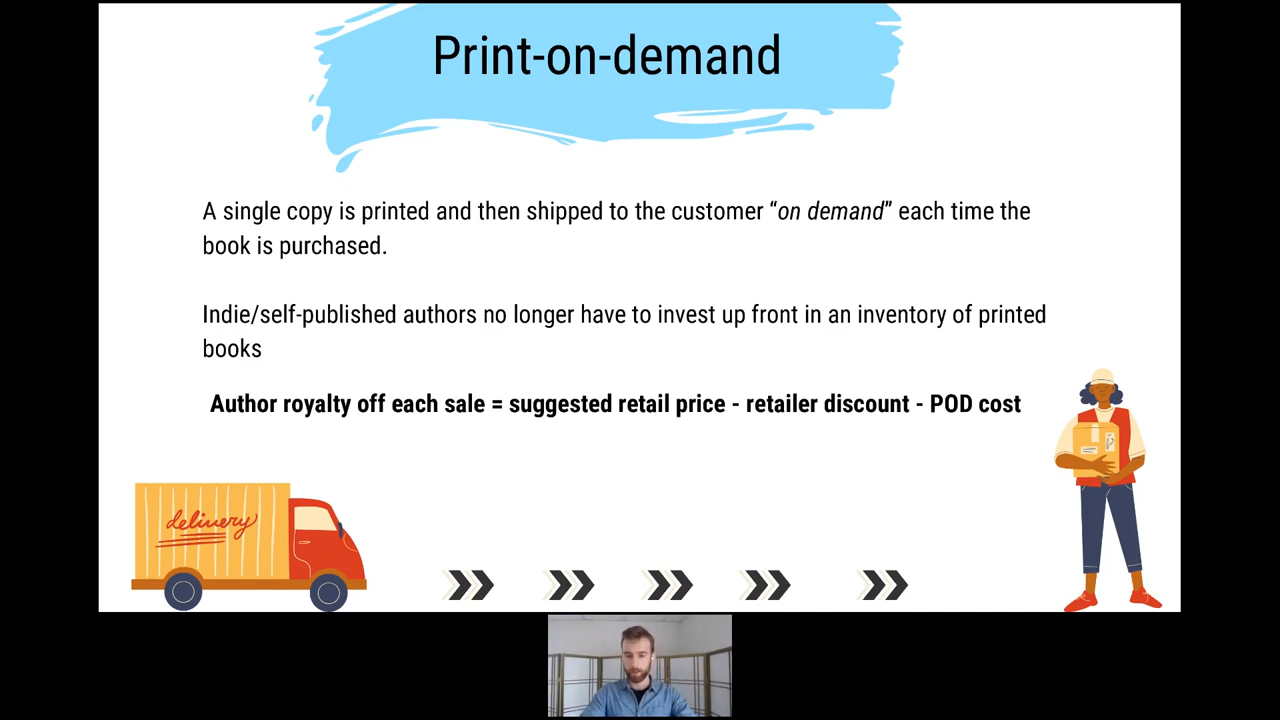 Print-on-demand
A single copy is printed and then shipped to the customer “on demand” each time the
book is purchased.
Indie/self-published authors no longer have to invest up front in an inventory of printed
books
Author royalty off each sale = suggested retail price - retailer discount - POD cost
delivery